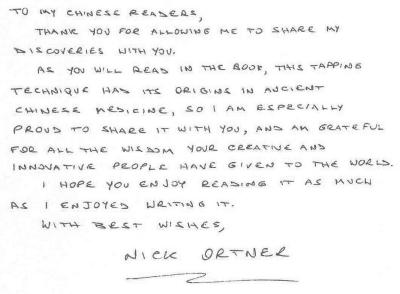 TO MY CHINESE READERS,
THANK YOU FOR ALLOWING ME TO SHARE MY
DISCOVERIES WITH YOU.
AS YOU WILL READ IN THE BOOK, THIS TAPPING
TECHNIQUE HAS ITS ORIGINS IN ANCIENT
CHINESE MEDICINE, SO I AM ESPECIALLY
PROUD TO SHARE IT WITH YOU, AND AM GRATEFUL
FOR ALL THE WISDOM YOUR CREATIVE AND
INNOVATIVE PEOPLE HAVE GIVEN TO THE WORLD.
I HOPE YOU ENJOY READING IT AS MUCH
AS I ENJOYED WRITING IT.
WITH BEST WISHES,
NICK ORTNER